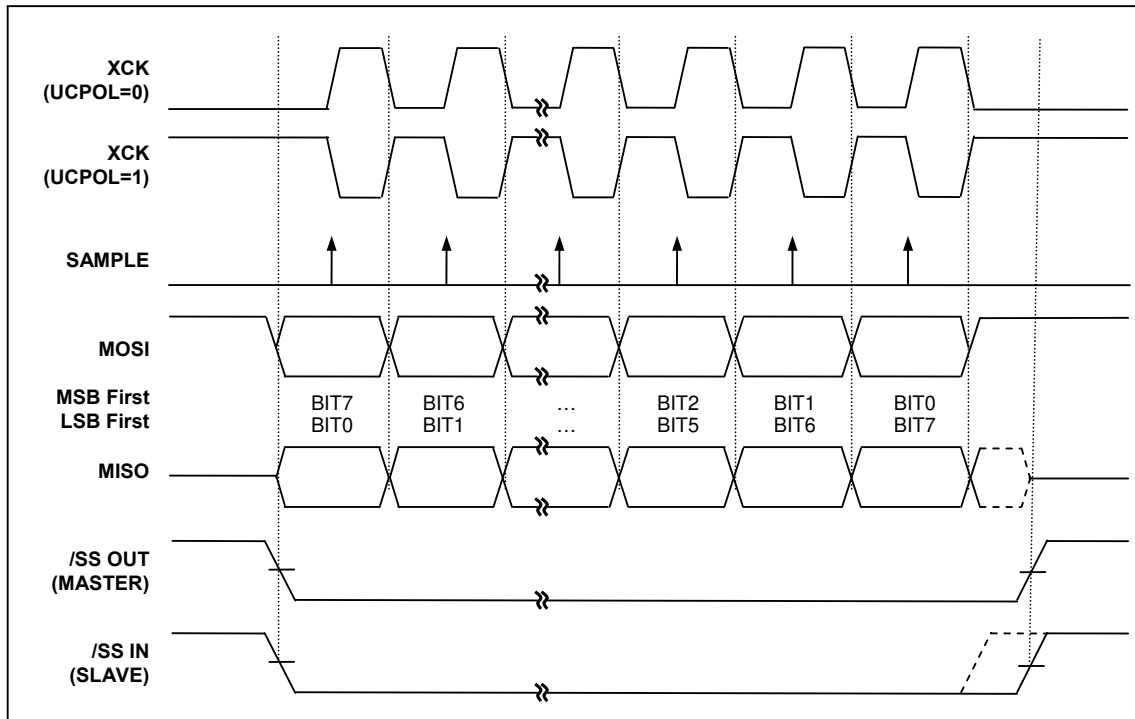 XCK
(UCPOL=0)
XCK
(UCPOL=1)
SAMPLE
MOSI
MSB First BIT7 BIT6 ... BIT2 BIT1 BIT0
LSB First BIT0 BIT1 ... BIT5 BIT6 BIT7
MISO
/SS OUT
(MASTER)
/SS IN
(SLAVE)